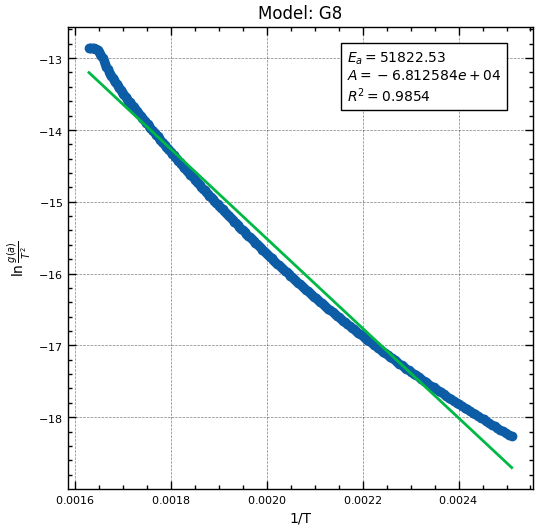 Model: G8
E_a = 51822.53
A = −6.812584e + 04
R^2 = 0.9854
−13
−14
−15
−16
−17
−18
ln g(a)/T^2
0.0016 0.0018 0.0020 0.0022 0.0024
1/T